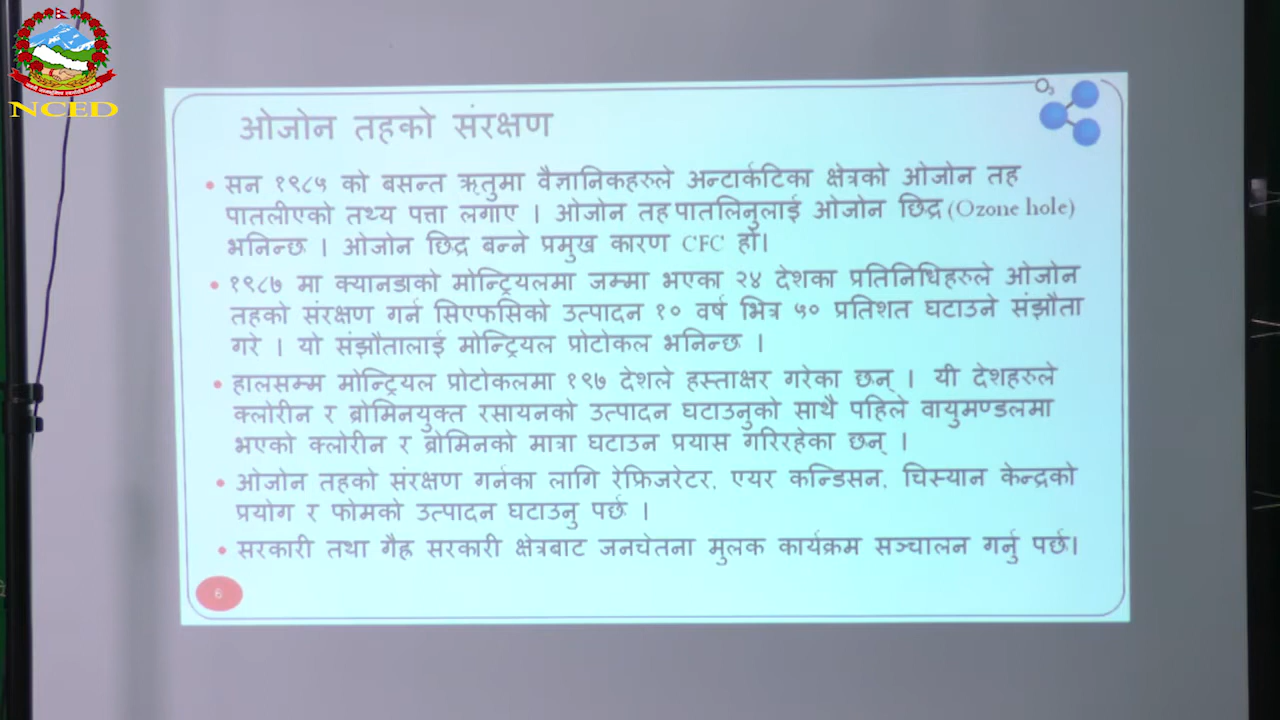 NCED
O₃
ओजोन तहको संरक्षण
• सन १९८५ को बसन्त ऋतुमा वैज्ञानिकहरुले अन्टार्कटिका क्षेत्रको ओजोन तह
पातलीएको तथ्य पत्ता लगाए । ओजोन तह पातलिनुलाई ओजोन छिद्र (Ozone hole)
भनिन्छ । ओजोन छिद्र बन्ने प्रमुख कारण CFC हो।
• १९८७ मा क्यानडाको मोन्ट्रियलमा जम्मा भएका २४ देशका प्रतिनिधिहरुले ओजोन
तहको संरक्षण गर्न सिएफसिको उत्पादन १० वर्ष भित्र ५० प्रतिशत घटाउने संझौता
गरे । यो संझौतालाई मोन्ट्रियल प्रोटोकल भनिन्छ ।
• हालसम्म मोन्ट्रियल प्रोटोकलमा १९७ देशले हस्ताक्षर गरेका छन् । यी देशहरुले
क्लोरीन र ब्रोमिनयुक्त रसायनको उत्पादन घटाउनुको साथै पहिले वायुमण्डलमा
भएको क्लोरीन र ब्रोमिनको मात्रा घटाउन प्रयास गरिरहेका छन् ।
• ओजोन तहको संरक्षण गर्नका लागि रेफ्रिजरेटर, एयर कन्डिसन, चिस्यान केन्द्रको
प्रयोग र फोमको उत्पादन घटाउनु पर्छ ।
• सरकारी तथा गैह्र सरकारी क्षेत्रबाट जनचेतना मुलक कार्यक्रम सञ्चालन गर्नु पर्छ।
6